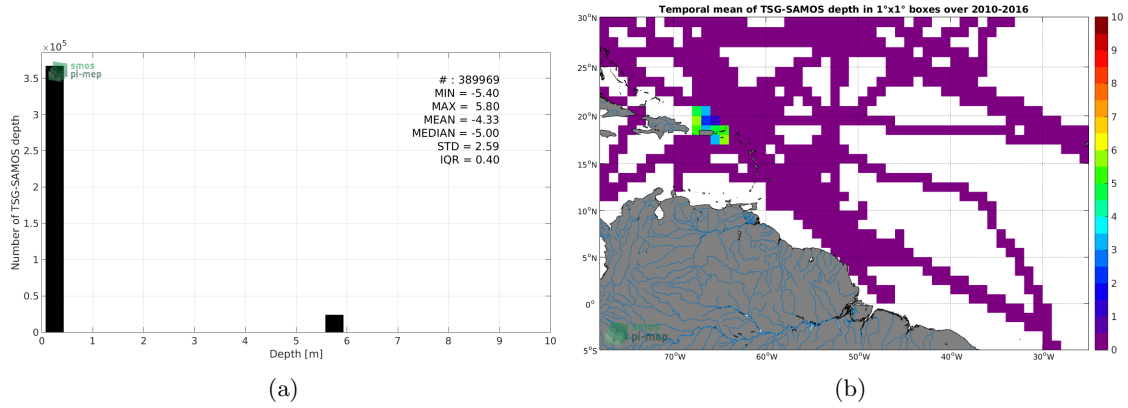 ×10⁵
smos
pi-mep
# : 389969
MIN = -5.40
MAX = 5.80
MEAN = -4.33
MEDIAN = -5.00
STD = 2.59
IQR = 0.40
3.5
3
2.5
2
1.5
1
0.5
0
Number of TSG-SAMOS depth
0 1 2 3 4 5 6 7 8 9 10
Depth [m]
(a)
Temporal mean of TSG-SAMOS depth in 1°x1° boxes over 2010-2016
30°N
25°N
20°N
15°N
10°N
5°N
0°
5°S
70°W 60°W 50°W 40°W 30°W
smos
pi-mep
10
9
8
7
6
5
4
3
2
1
0
(b)